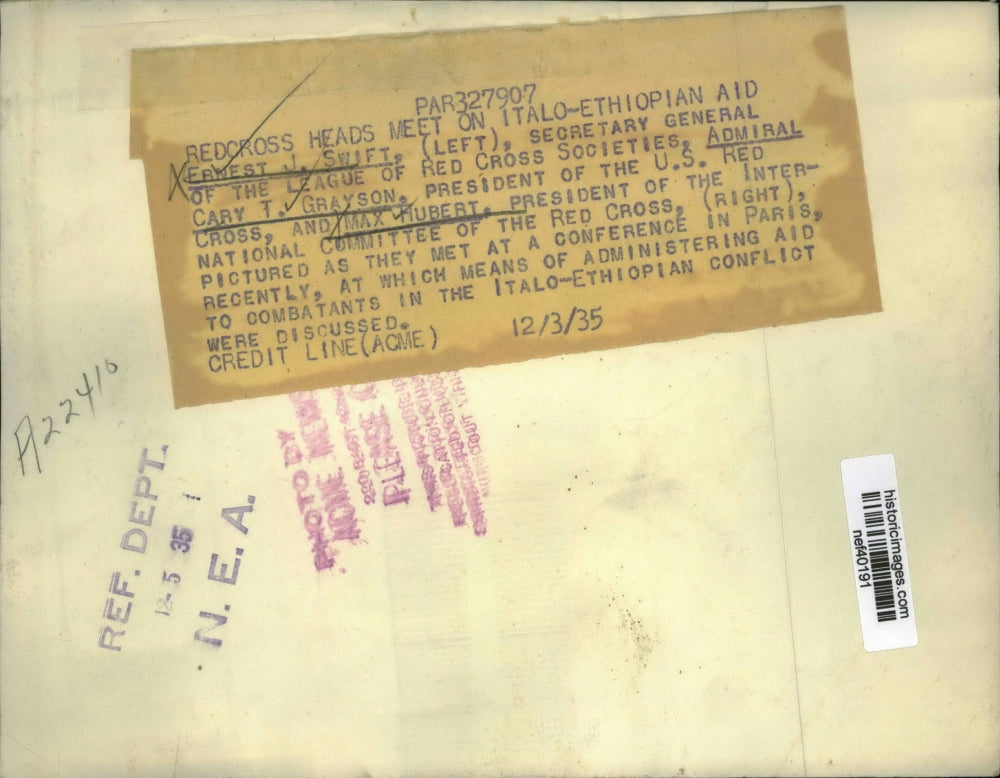 PAR327907
REDCROSS HEADS MEET ON ITALO-ETHIOPIAN AID
ERNEST J. SWIFT, (LEFT), SECRETARY GENERAL
OF THE LEAGUE OF RED CROSS SOCIETIES, ADMIRAL
CARY T. GRAYSON, PRESIDENT OF THE U.S. RED
CROSS, AND MAX HUBERT, PRESIDENT OF THE INTER-
NATIONAL COMMITTEE OF THE RED CROSS, (RIGHT),
PICTURED AS THEY MET AT A CONFERENCE IN PARIS,
RECENTLY, AT WHICH MEANS OF ADMINISTERING AID
TO COMBATANTS IN THE ITALO-ETHIOPIAN CONFLICT
WERE DISCUSSED.
CREDIT LINE(ACME) 12/3/35
A22410
REF. DEPT.
12-5 35
N. E. A.
PHOTO BY
ACME
PLEASE
historicimages.com
nef40191